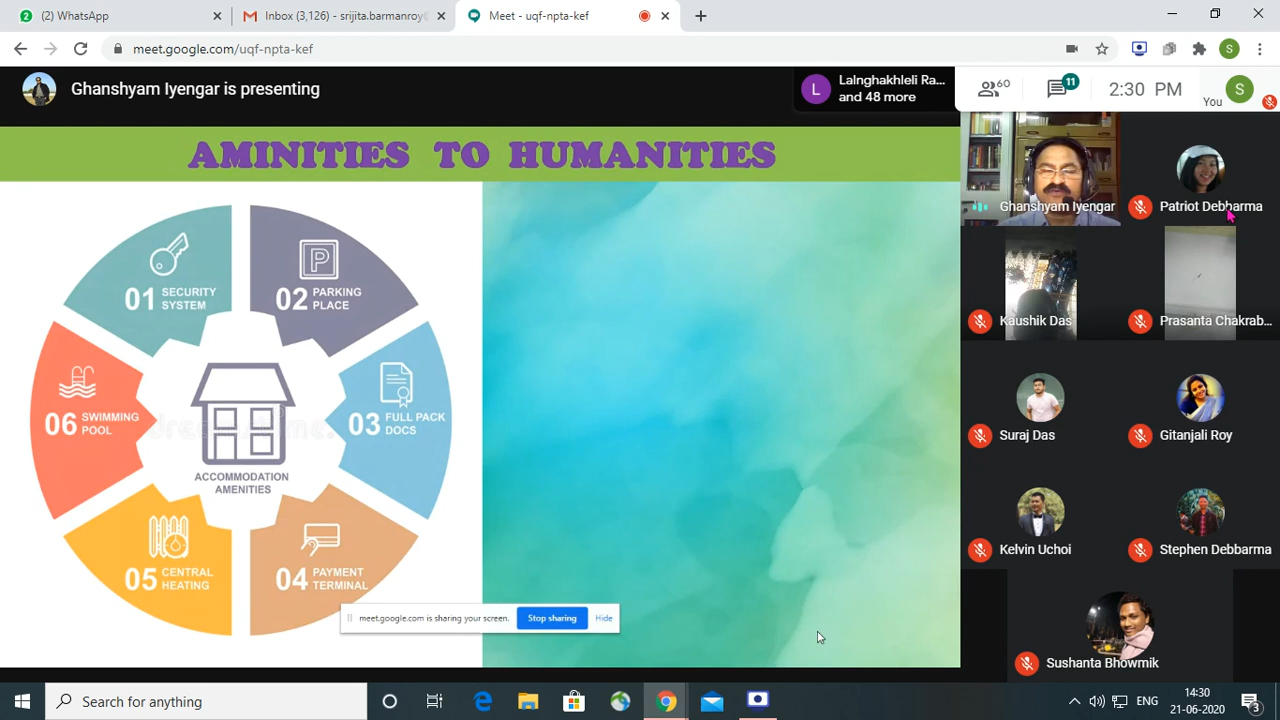 (2) WhatsApp
Inbox (3,126) - srijita.barmanroy@
Meet - uqf-npta-kef
meet.google.com/uqf-npta-kef
S
Ghanshyam Iyengar is presenting
L
Lalnghakhleli Ra...
and 48 more
60
11
2:30 PM
You
S
AMINITIES TO HUMANITIES
01 SECURITY
SYSTEM
02 PARKING
PLACE
P
03 FULL PACK
DOCS
04 PAYMENT
TERMINAL
05 CENTRAL
HEATING
06 SWIMMING
POOL
ACCOMMODATION
AMENITIES
meet.google.com is sharing your screen.
Stop sharing
Hide
Ghanshyam Iyengar
Patriot Debbarma
Kaushik Das
Prasanta Chakrab...
Suraj Das
Gitanjali Roy
Kelvin Uchoi
Stephen Debbarma
Sushanta Bhowmik
Search for anything
ENG
14:30
21-06-2020
3